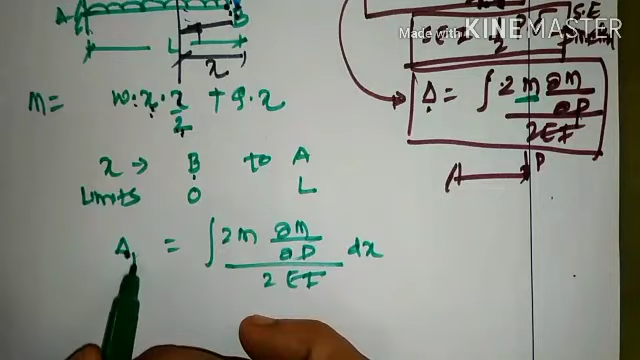 A B
L
x
M = w·x·x/2 + Q·x
x → B to A
Limits 0 L
Δ = ∫ 2M ∂M/∂P / 2EI dx
S.E
Δ = ∫ 2M ∂M/∂P / 2EI
A P
Made with KINEMASTER